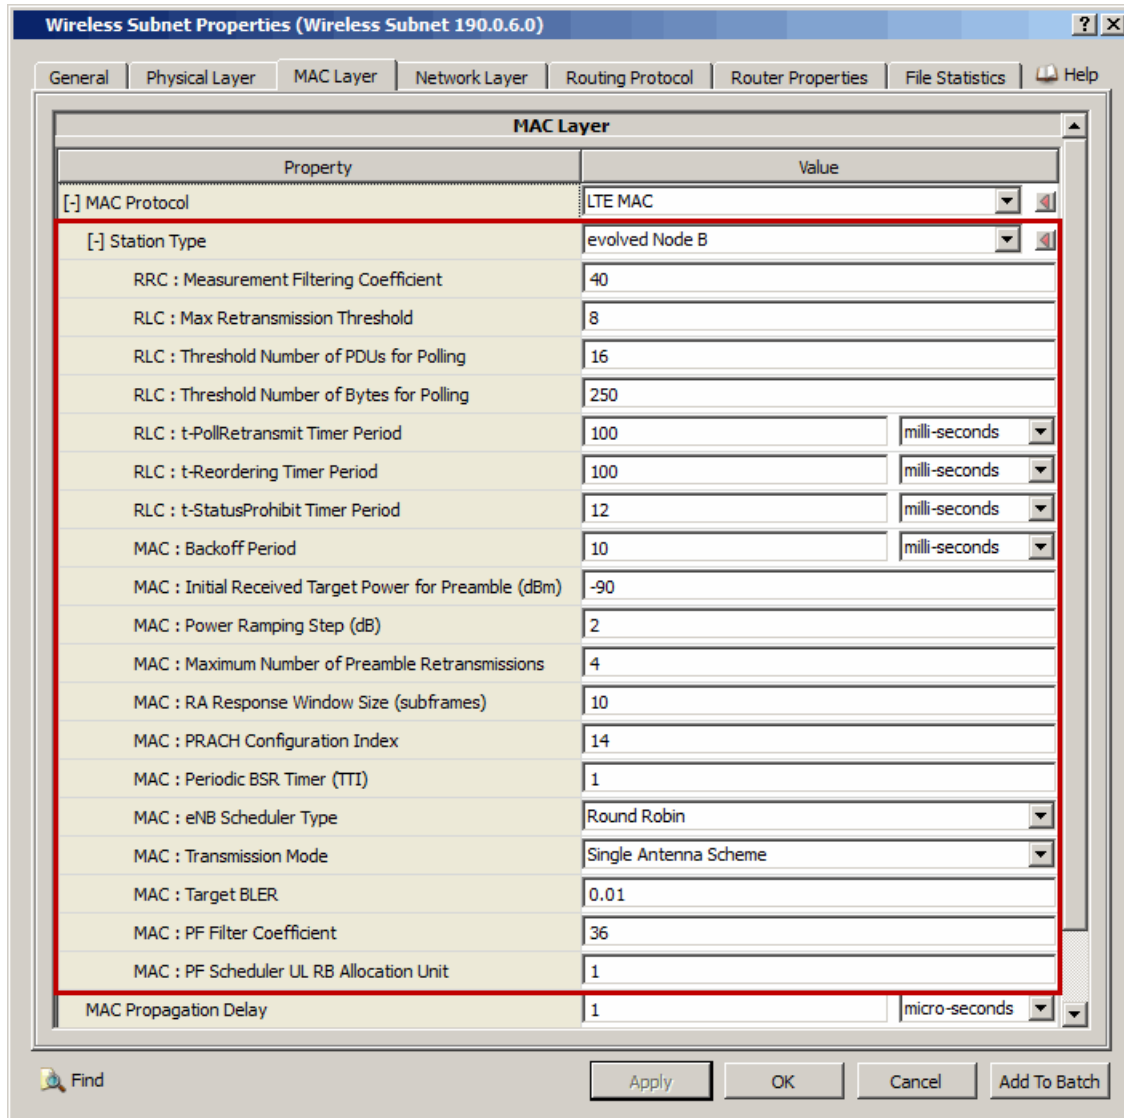 Wireless Subnet Properties (Wireless Subnet 190.0.6.0)
General Physical Layer MAC Layer Network Layer Routing Protocol Router Properties File Statistics Help
MAC Layer
Property Value
[-] MAC Protocol LTE MAC
[-] Station Type evolved Node B
RRC : Measurement Filtering Coefficient 40
RLC : Max Retransmission Threshold 8
RLC : Threshold Number of PDUs for Polling 16
RLC : Threshold Number of Bytes for Polling 250
RLC : t-PollRetransmit Timer Period 100 milli-seconds
RLC : t-Reordering Timer Period 100 milli-seconds
RLC : t-StatusProhibit Timer Period 12 milli-seconds
MAC : Backoff Period 10 milli-seconds
MAC : Initial Received Target Power for Preamble (dBm) -90
MAC : Power Ramping Step (dB) 2
MAC : Maximum Number of Preamble Retransmissions 4
MAC : RA Response Window Size (subframes) 10
MAC : PRACH Configuration Index 14
MAC : Periodic BSR Timer (TTI) 1
MAC : eNB Scheduler Type Round Robin
MAC : Transmission Mode Single Antenna Scheme
MAC : Target BLER 0.01
MAC : PF Filter Coefficient 36
MAC : PF Scheduler UL RB Allocation Unit 1
MAC Propagation Delay 1 micro-seconds
Find Apply OK Cancel Add To Batch